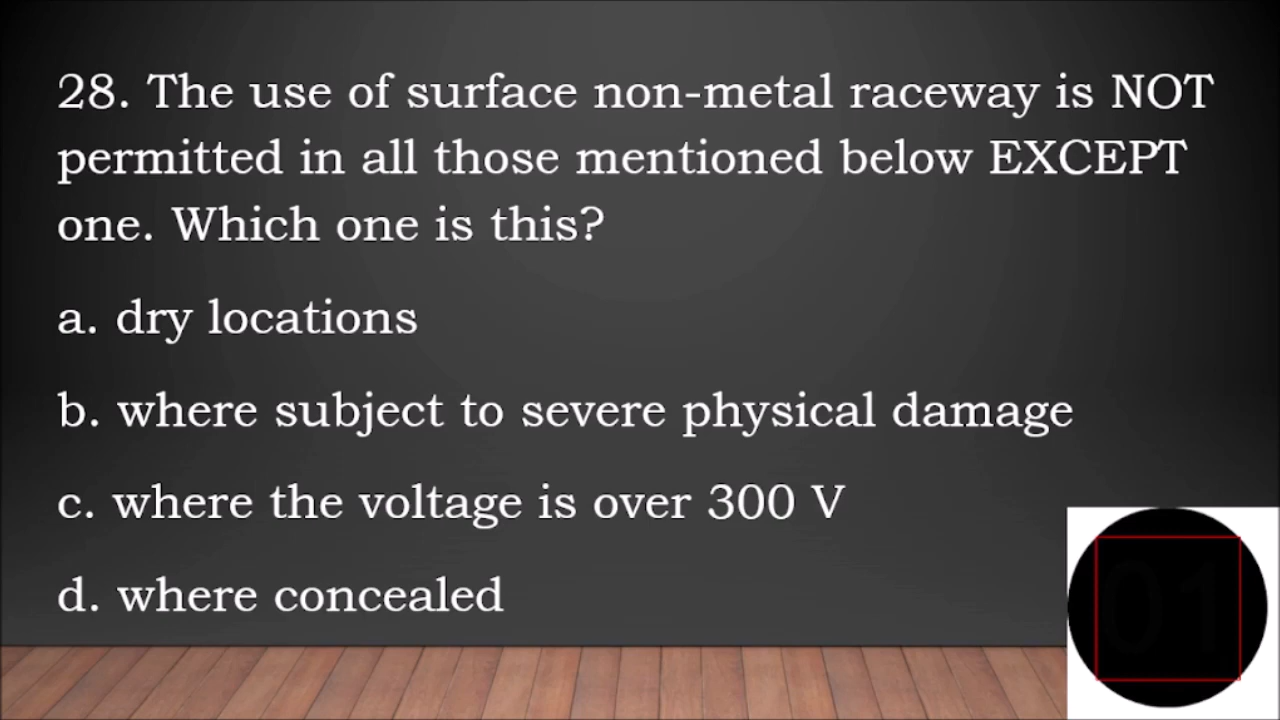 28. The use of surface non-metal raceway is NOT
permitted in all those mentioned below EXCEPT
one. Which one is this?
a. dry locations
b. where subject to severe physical damage
c. where the voltage is over 300 V
d. where concealed
01